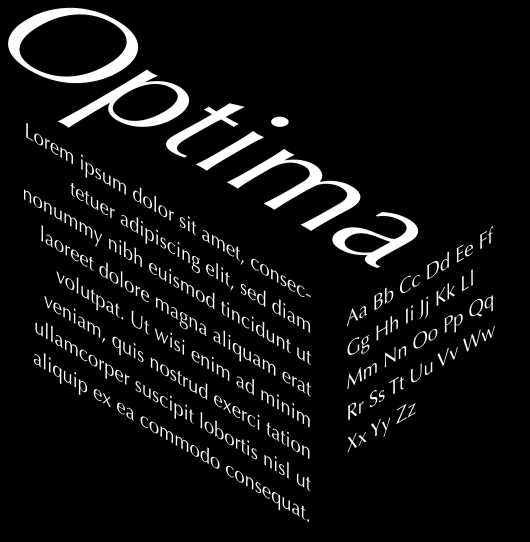 Optima
Lorem ipsum dolor sit amet, consec-
tetuer adipiscing elit, sed diam
nonummy nibh euismod tincidunt ut
laoreet dolore magna aliquam erat
volutpat. Ut wisi enim ad minim
veniam, quis nostrud exerci tation
ullamcorper suscipit lobortis nisl ut
aliquip ex ea commodo consequat.
Aa Bb Cc Dd Ee Ff
Gg Hh Ii Jj Kk Ll
Mm Nn Oo Pp Qq
Rr Ss Tt Uu Vv Ww
Xx Yy Zz